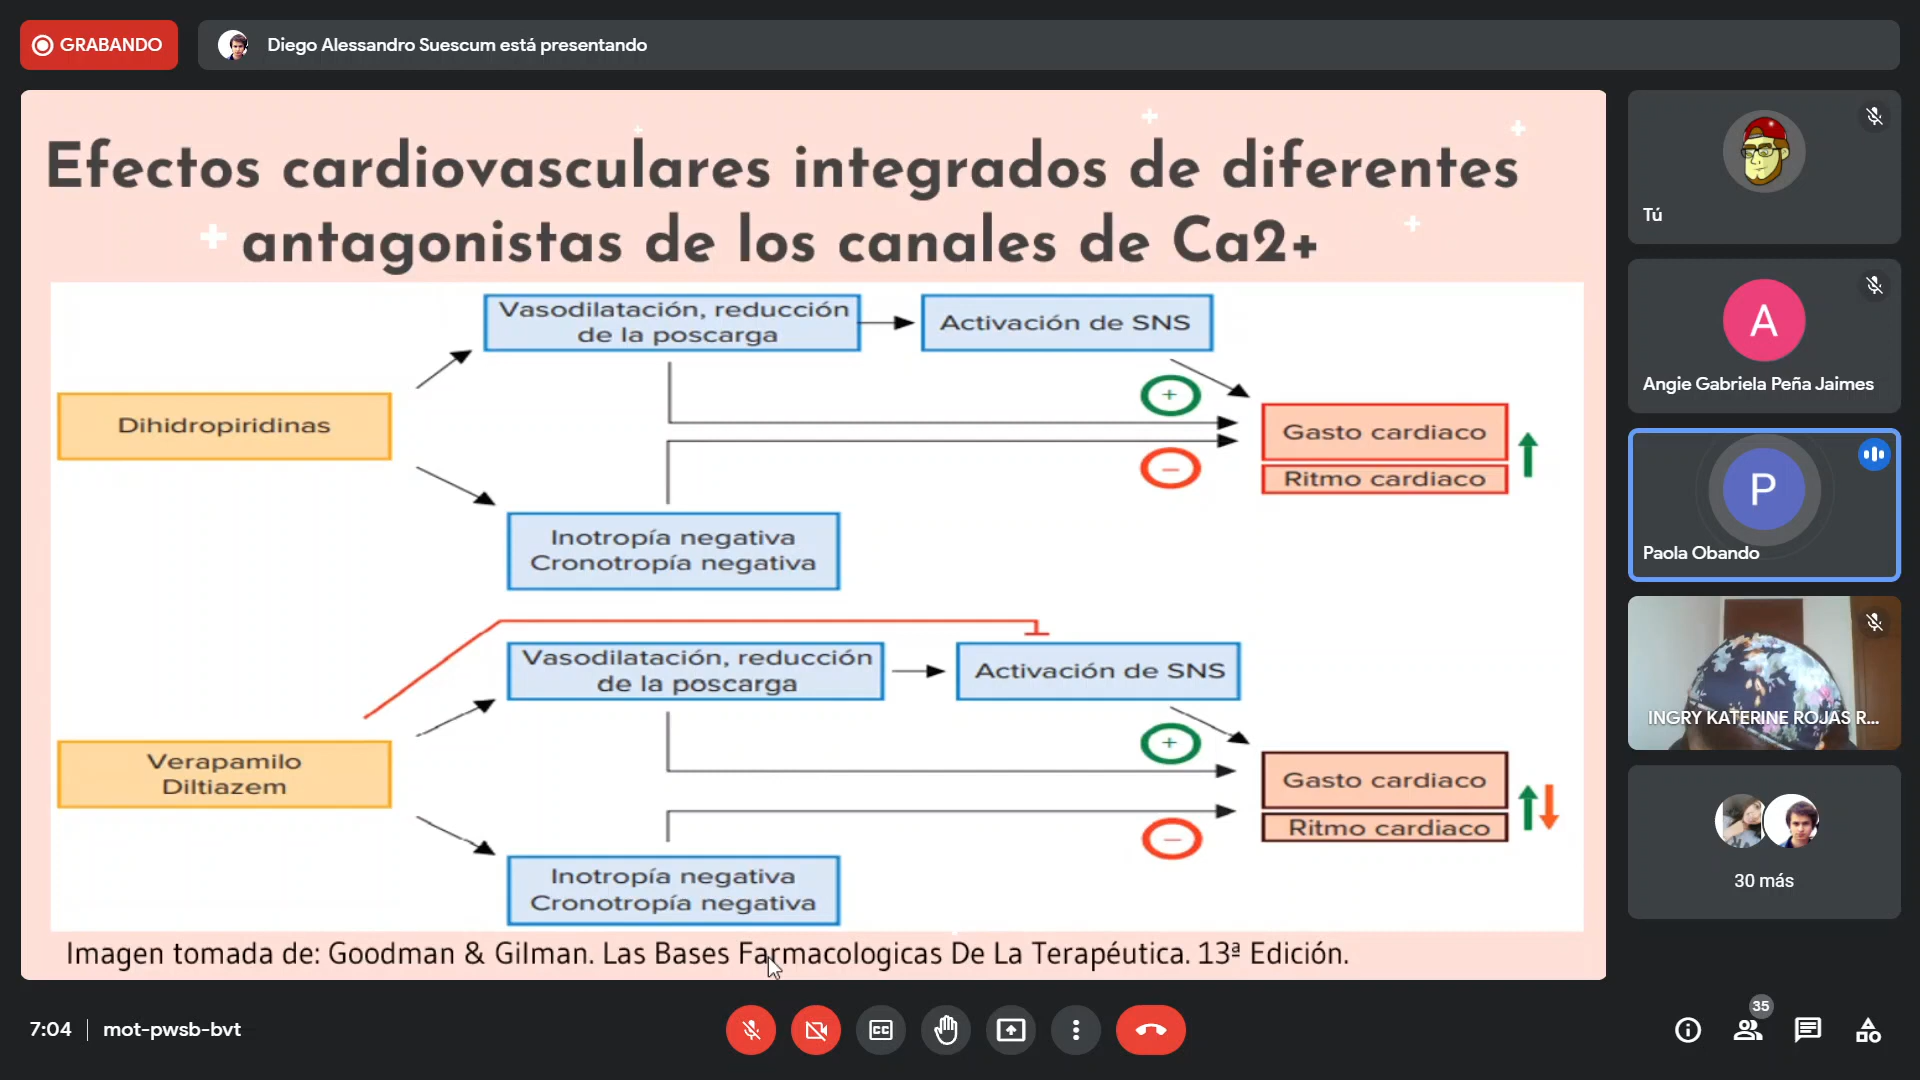 GRABANDO
Diego Alessandro Suescum está presentando
Efectos cardiovasculares integrados de diferentes
antagonistas de los canales de Ca2+
Vasodilatación, reducción
de la poscarga
Activación de SNS
Dihidropiridinas
+
Gasto cardiaco
Ritmo cardiaco
−
Inotropía negativa
Cronotropía negativa
Vasodilatación, reducción
de la poscarga
Activación de SNS
Verapamilo
Diltiazem
+
Gasto cardiaco
Ritmo cardiaco
−
Inotropía negativa
Cronotropía negativa
Imagen tomada de: Goodman & Gilman. Las Bases Farmacologicas De La Terapéutica. 13ª Edición.
Tú
A
Angie Gabriela Peña Jaimes
P
Paola Obando
INGRY KATERINE ROJAS R...
30 más
7:04
mot-pwsb-bvt
CC
35